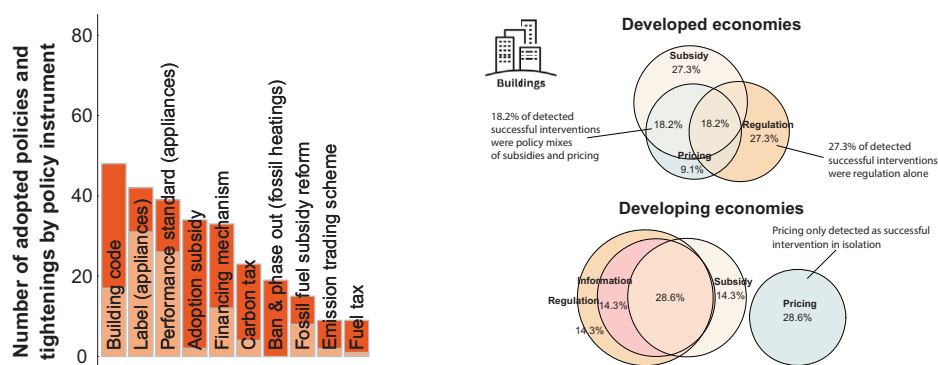 Number of adopted policies and
tightenings by policy instrument
80
60
40
20
0
Building code
Label (appliances)
Performance standard (appliances)
Adoption subsidy
Financing mechanism
Carbon tax
Ban & phase out (fossil heatings)
Fossil fuel subsidy reform
Emission trading scheme
Fuel tax
Buildings
Developed economies
Subsidy
27.3%
18.2% of detected
successful interventions
were policy mixes
of subsidies and pricing
18.2%
18.2%
Regulation
27.3%
Pricing
9.1%
27.3% of detected
successful interventions
were regulation alone
Developing economies
Pricing only detected as successful
intervention in isolation
Information
14.3%
Regulation
14.3%
28.6%
Subsidy
14.3%
Pricing
28.6%